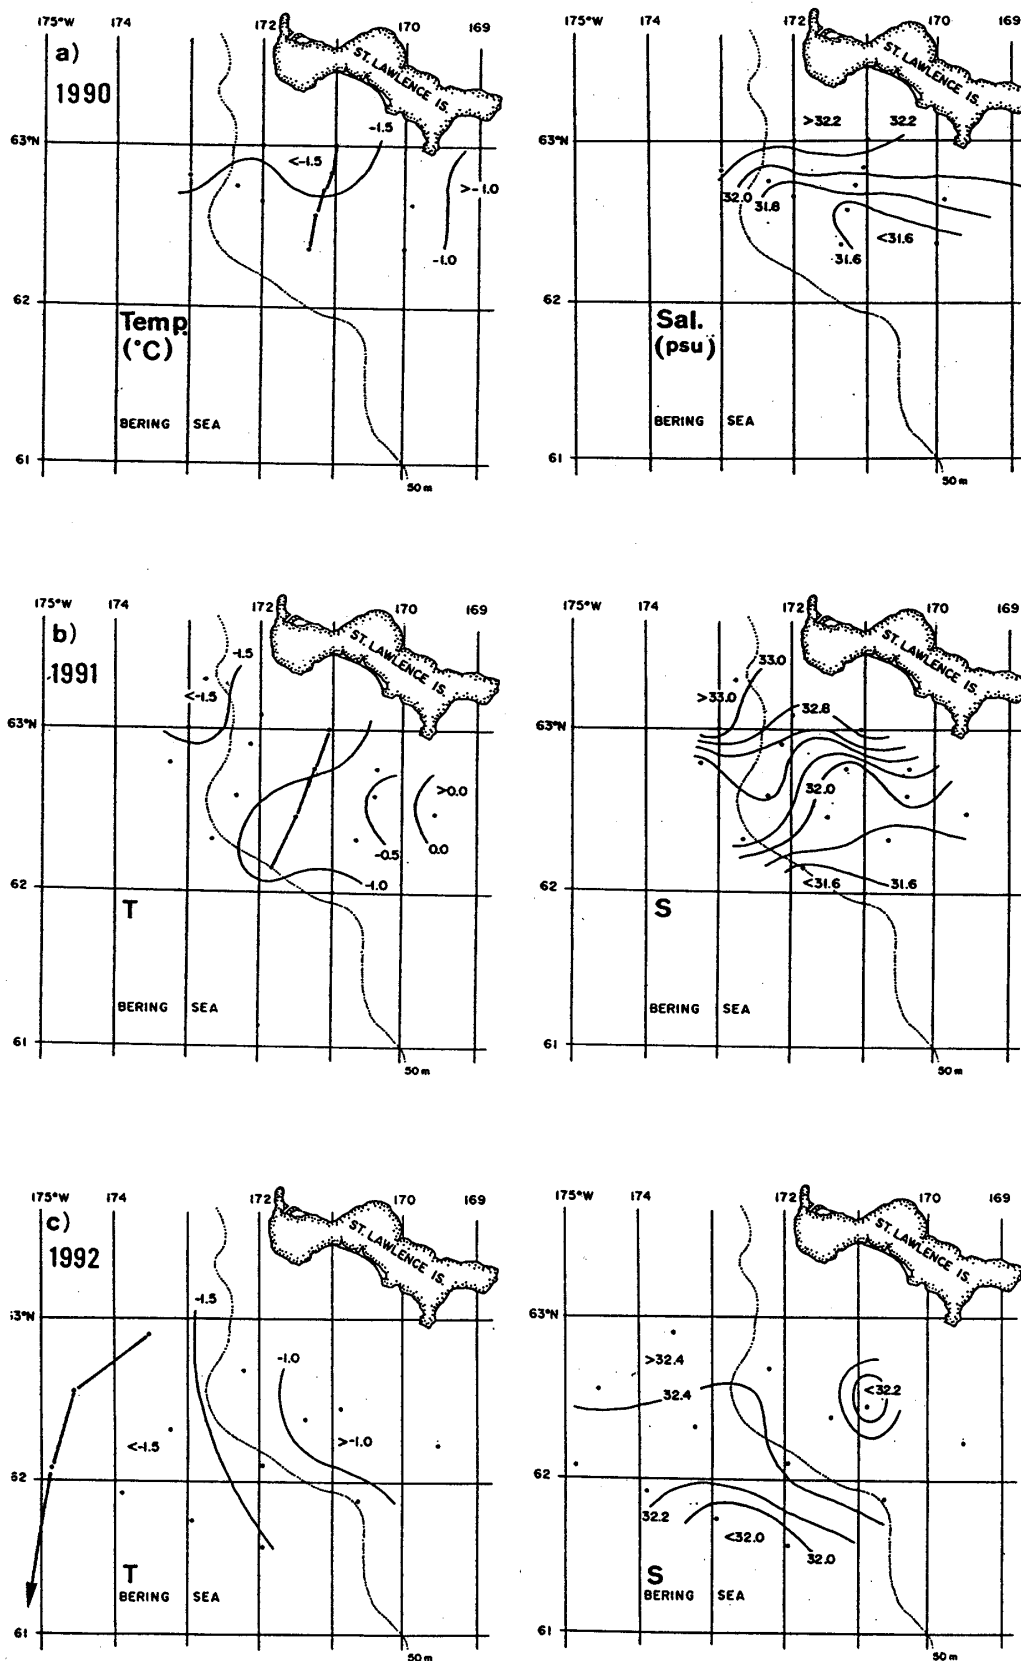 175°W 172 170 169
172 170 169
a)
1990
ST. LAWLENCE IS.
ST. LAWLENCE IS.
63°N
-1.5
<-1.5
>-1.0
-1.0
63°N
>32.2
32.2
32.0
31.8
<31.6
31.6
62
62
Temp.
(°C)
Sal.
(psu)
BERING SEA
BERING SEA
61
61
50m
50m
175°W 174 172 170 169
175°W 174 172 170 169
b)
1991
ST. LAWLENCE IS.
ST. LAWLENCE IS.
-1.5
<-1.5
63°N
>0.0
-0.5
0.0
-1.0
33.0
>33.0
63°N
32.8
32.0
<31.6
31.6
62
62
T
S
BERING SEA
BERING SEA
61
61
50m
50m
175°W 174 172 170 169
175°W 174 172 170 169
c)
1992
ST. LAWLENCE IS.
ST. LAWLENCE IS.
-1.5
3°N
63°N
-1.0
>-1.0
<-1.5
>32.4
32.4
<32.2
62
62
32.2
<32.0
32.0
T
S
BERING SEA
BERING SEA
61
61
50m
50m